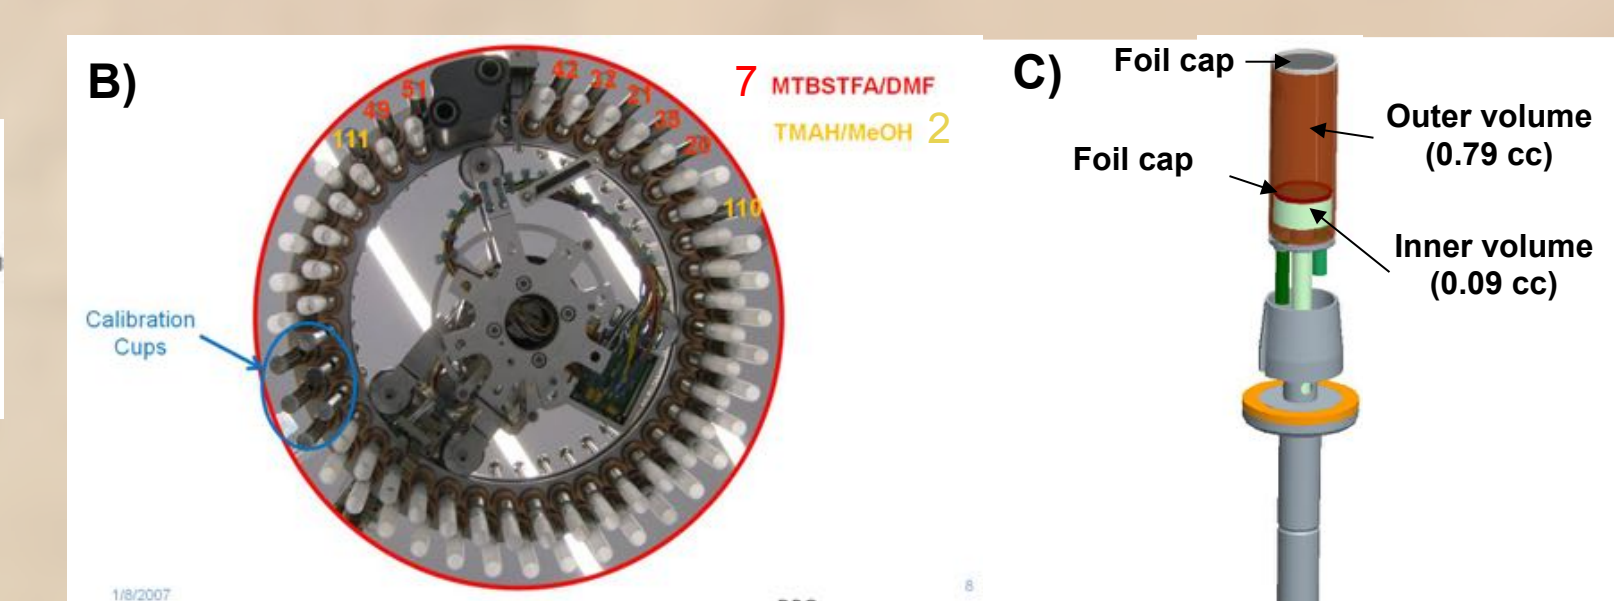 B)
7 MTBSTFA/DMF
TMAH/MeOH 2
111
49
51
42
22
21
38
20
110
Calibration
Cups
1/8/2007
8
C)
Foil cap
Outer volume
(0.79 cc)
Foil cap
Inner volume
(0.09 cc)